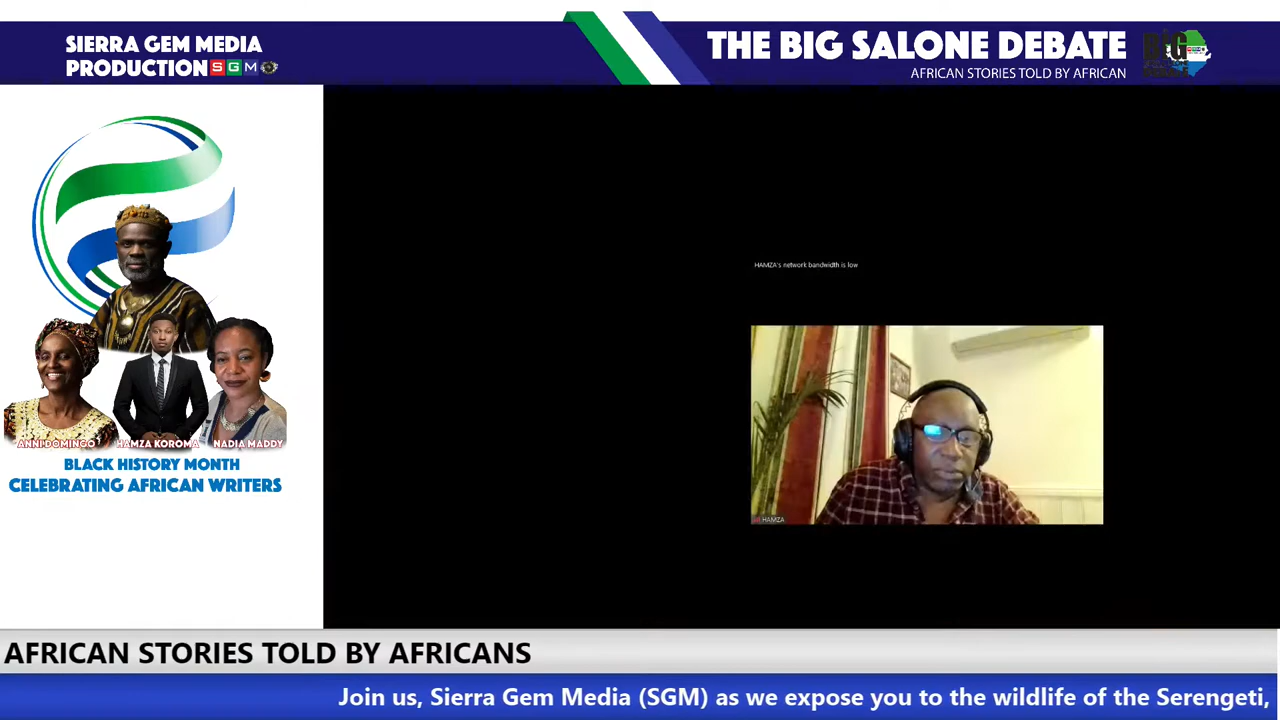 SIERRA GEM MEDIA
PRODUCTION SGM
THE BIG SALONE DEBATE
AFRICAN STORIES TOLD BY AFRICAN
BIG
HAMZA's network bandwidth is low
HAMZA
ANNI DOMINGO HAMZA KOROMA NADIA MADDY
BLACK HISTORY MONTH
CELEBRATING AFRICAN WRITERS
AFRICAN STORIES TOLD BY AFRICANS
Join us, Sierra Gem Media (SGM) as we expose you to the wildlife of the Serengeti,